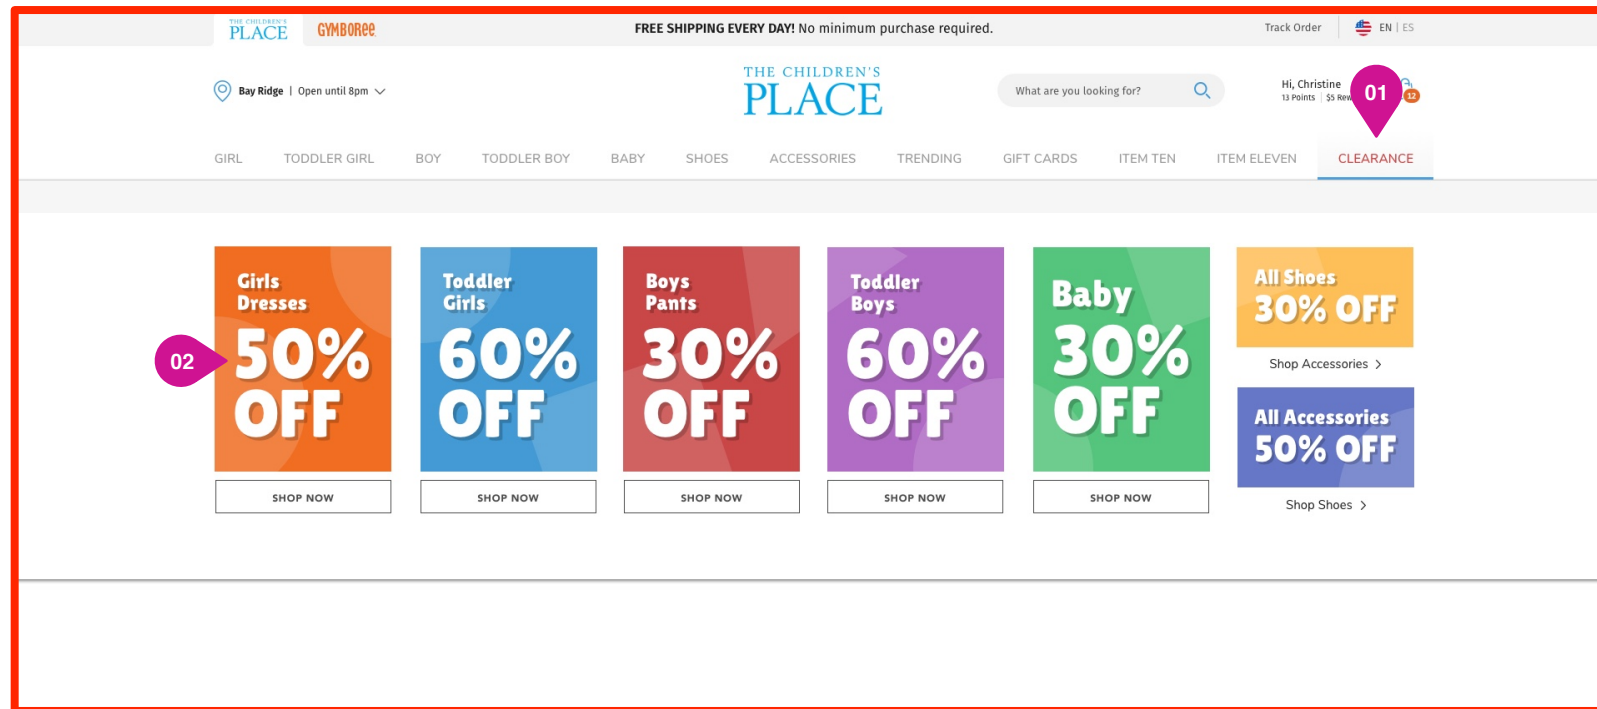 THE CHILDREN'S
PLACE
GYMBOREE
FREE SHIPPING EVERY DAY! No minimum purchase required.
Track Order
EN | ES
Bay Ridge | Open until 8pm
THE CHILDREN'S
PLACE
What are you looking for?
Hi, Christine
13 Points | $5
12
01
GIRL TODDLER GIRL BOY TODDLER BOY BABY SHOES ACCESSORIES TRENDING GIFT CARDS ITEM TEN ITEM ELEVEN CLEARANCE
02
Girls
Dresses
50%
OFF
SHOP NOW
Toddler
Girls
60%
OFF
SHOP NOW
Boys
Pants
30%
OFF
SHOP NOW
Toddler
Boys
60%
OFF
SHOP NOW
Baby
30%
OFF
SHOP NOW
All Shoes
30% OFF
Shop Accessories >
All Accessories
50% OFF
Shop Shoes >